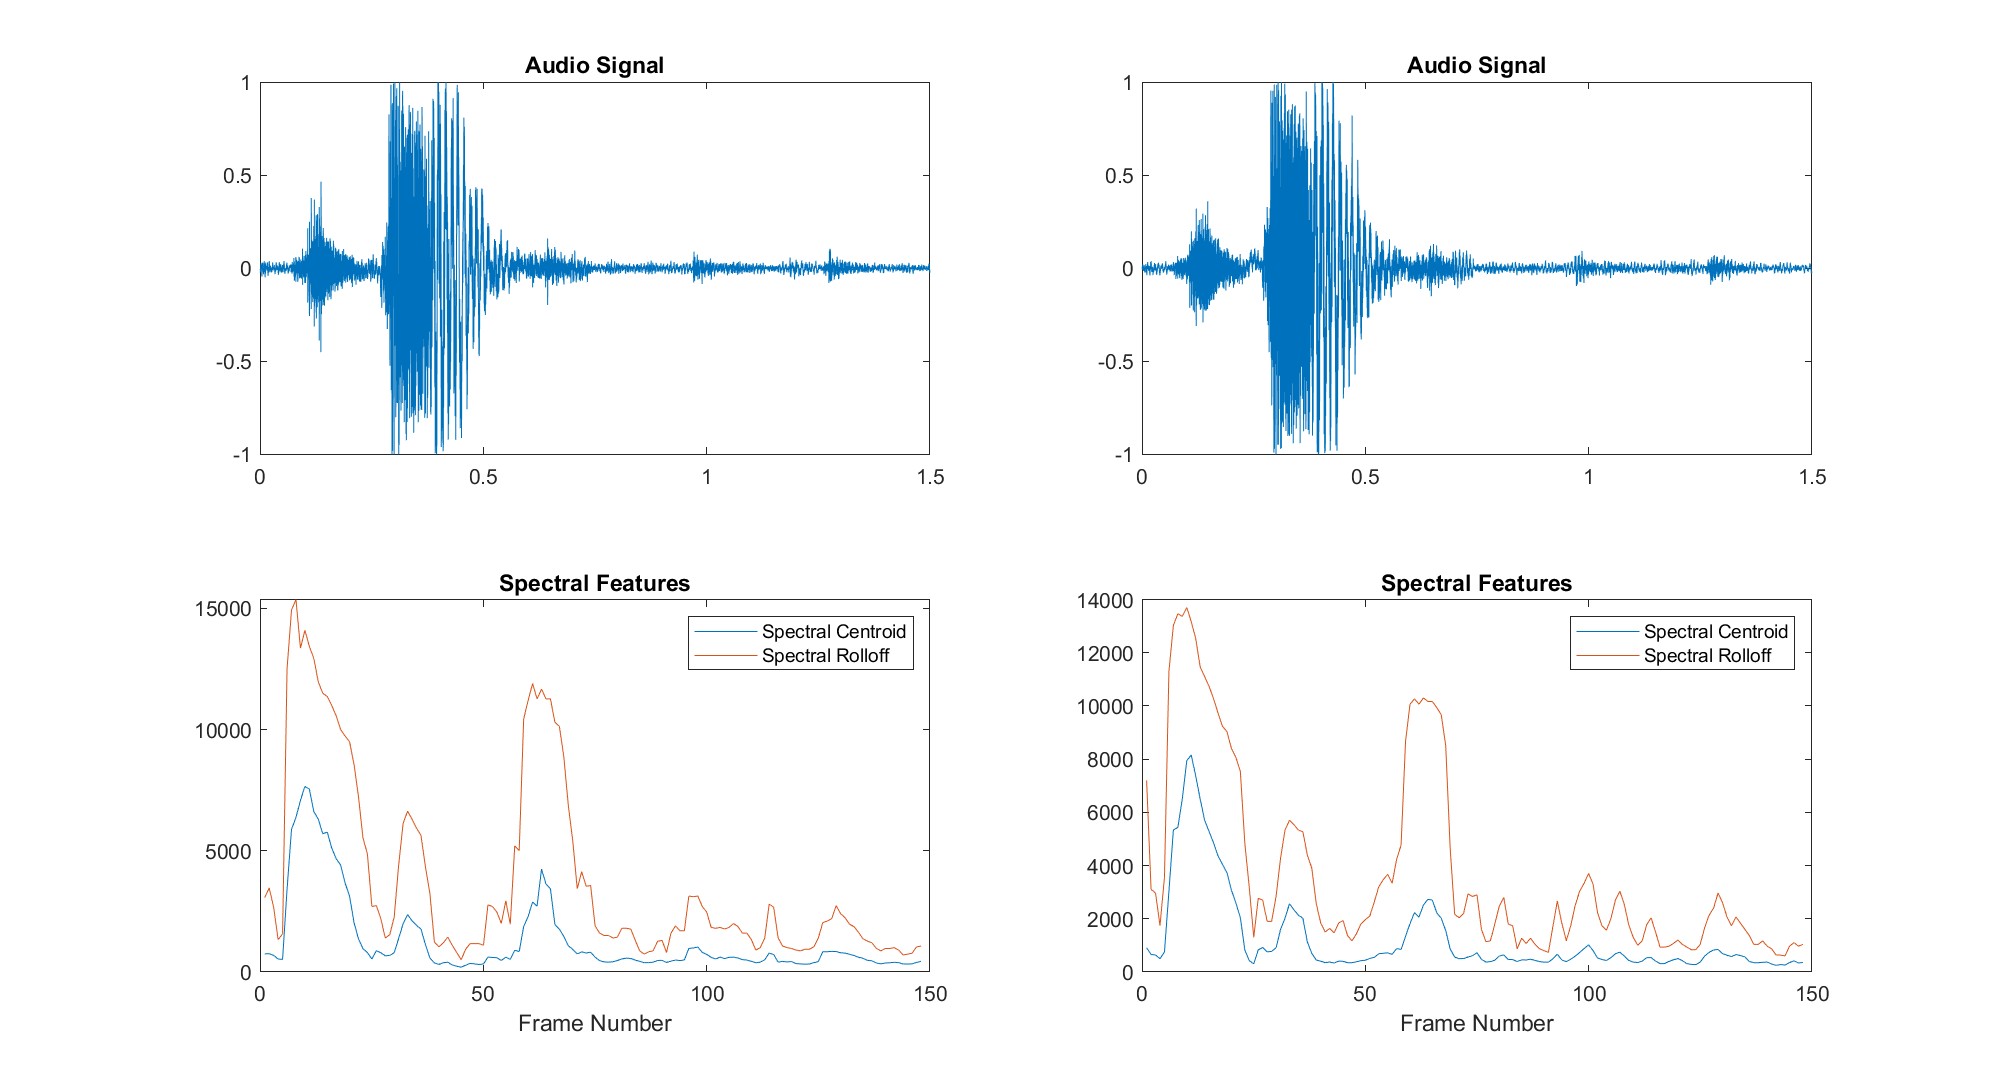 Audio Signal
1
0.5
0
-0.5
-1
0 0.5 1 1.5
Audio Signal
1
0.5
0
-0.5
-1
0 0.5 1 1.5
Spectral Features
15000
10000
5000
0
Spectral Centroid
Spectral Rolloff
0 50 100 150
Frame Number
Spectral Features
14000
12000
10000
8000
6000
4000
2000
0
Spectral Centroid
Spectral Rolloff
0 50 100 150
Frame Number